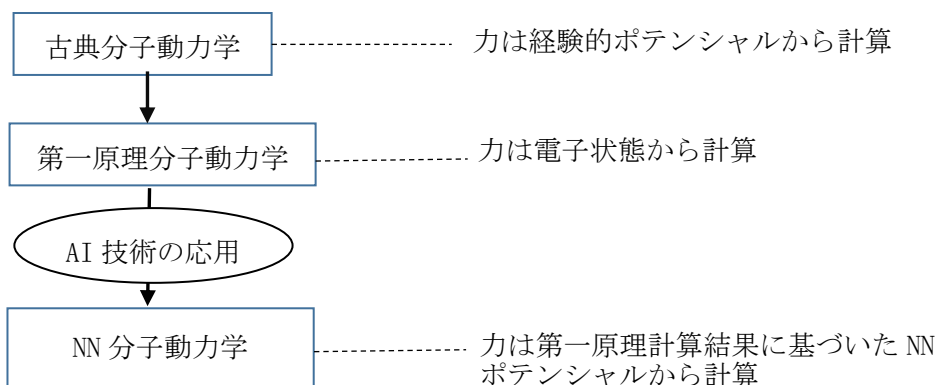 古典分子動力学
力は経験的ポテンシャルから計算
第一原理分子動力学
力は電子状態から計算
AI 技術の応用
NN 分子動力学
力は第一原理計算結果に基づいた NN
ポテンシャルから計算